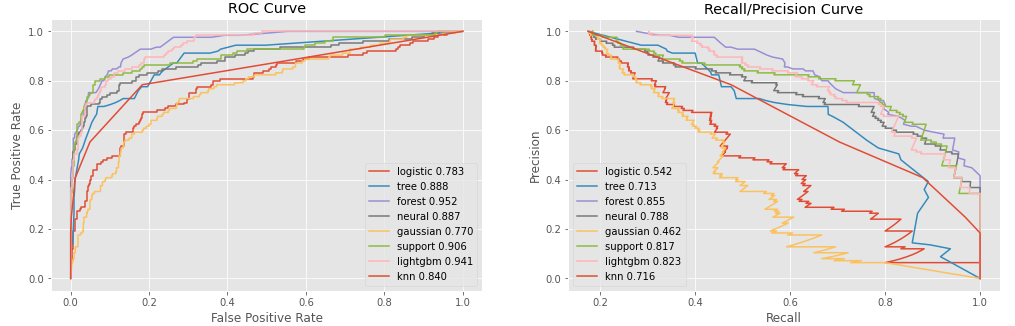 ROC Curve
True Positive Rate
1.0
0.8
0.6
0.4
0.2
0.0
logistic 0.783
tree 0.888
forest 0.952
neural 0.887
gaussian 0.770
support 0.906
lightgbm 0.941
knn 0.840
0.0 0.2 0.4 0.6 0.8 1.0
False Positive Rate
Recall/Precision Curve
Precision
1.0
0.8
0.6
0.4
0.2
0.0
logistic 0.542
tree 0.713
forest 0.855
neural 0.788
gaussian 0.462
support 0.817
lightgbm 0.823
knn 0.716
0.2 0.4 0.6 0.8 1.0
Recall